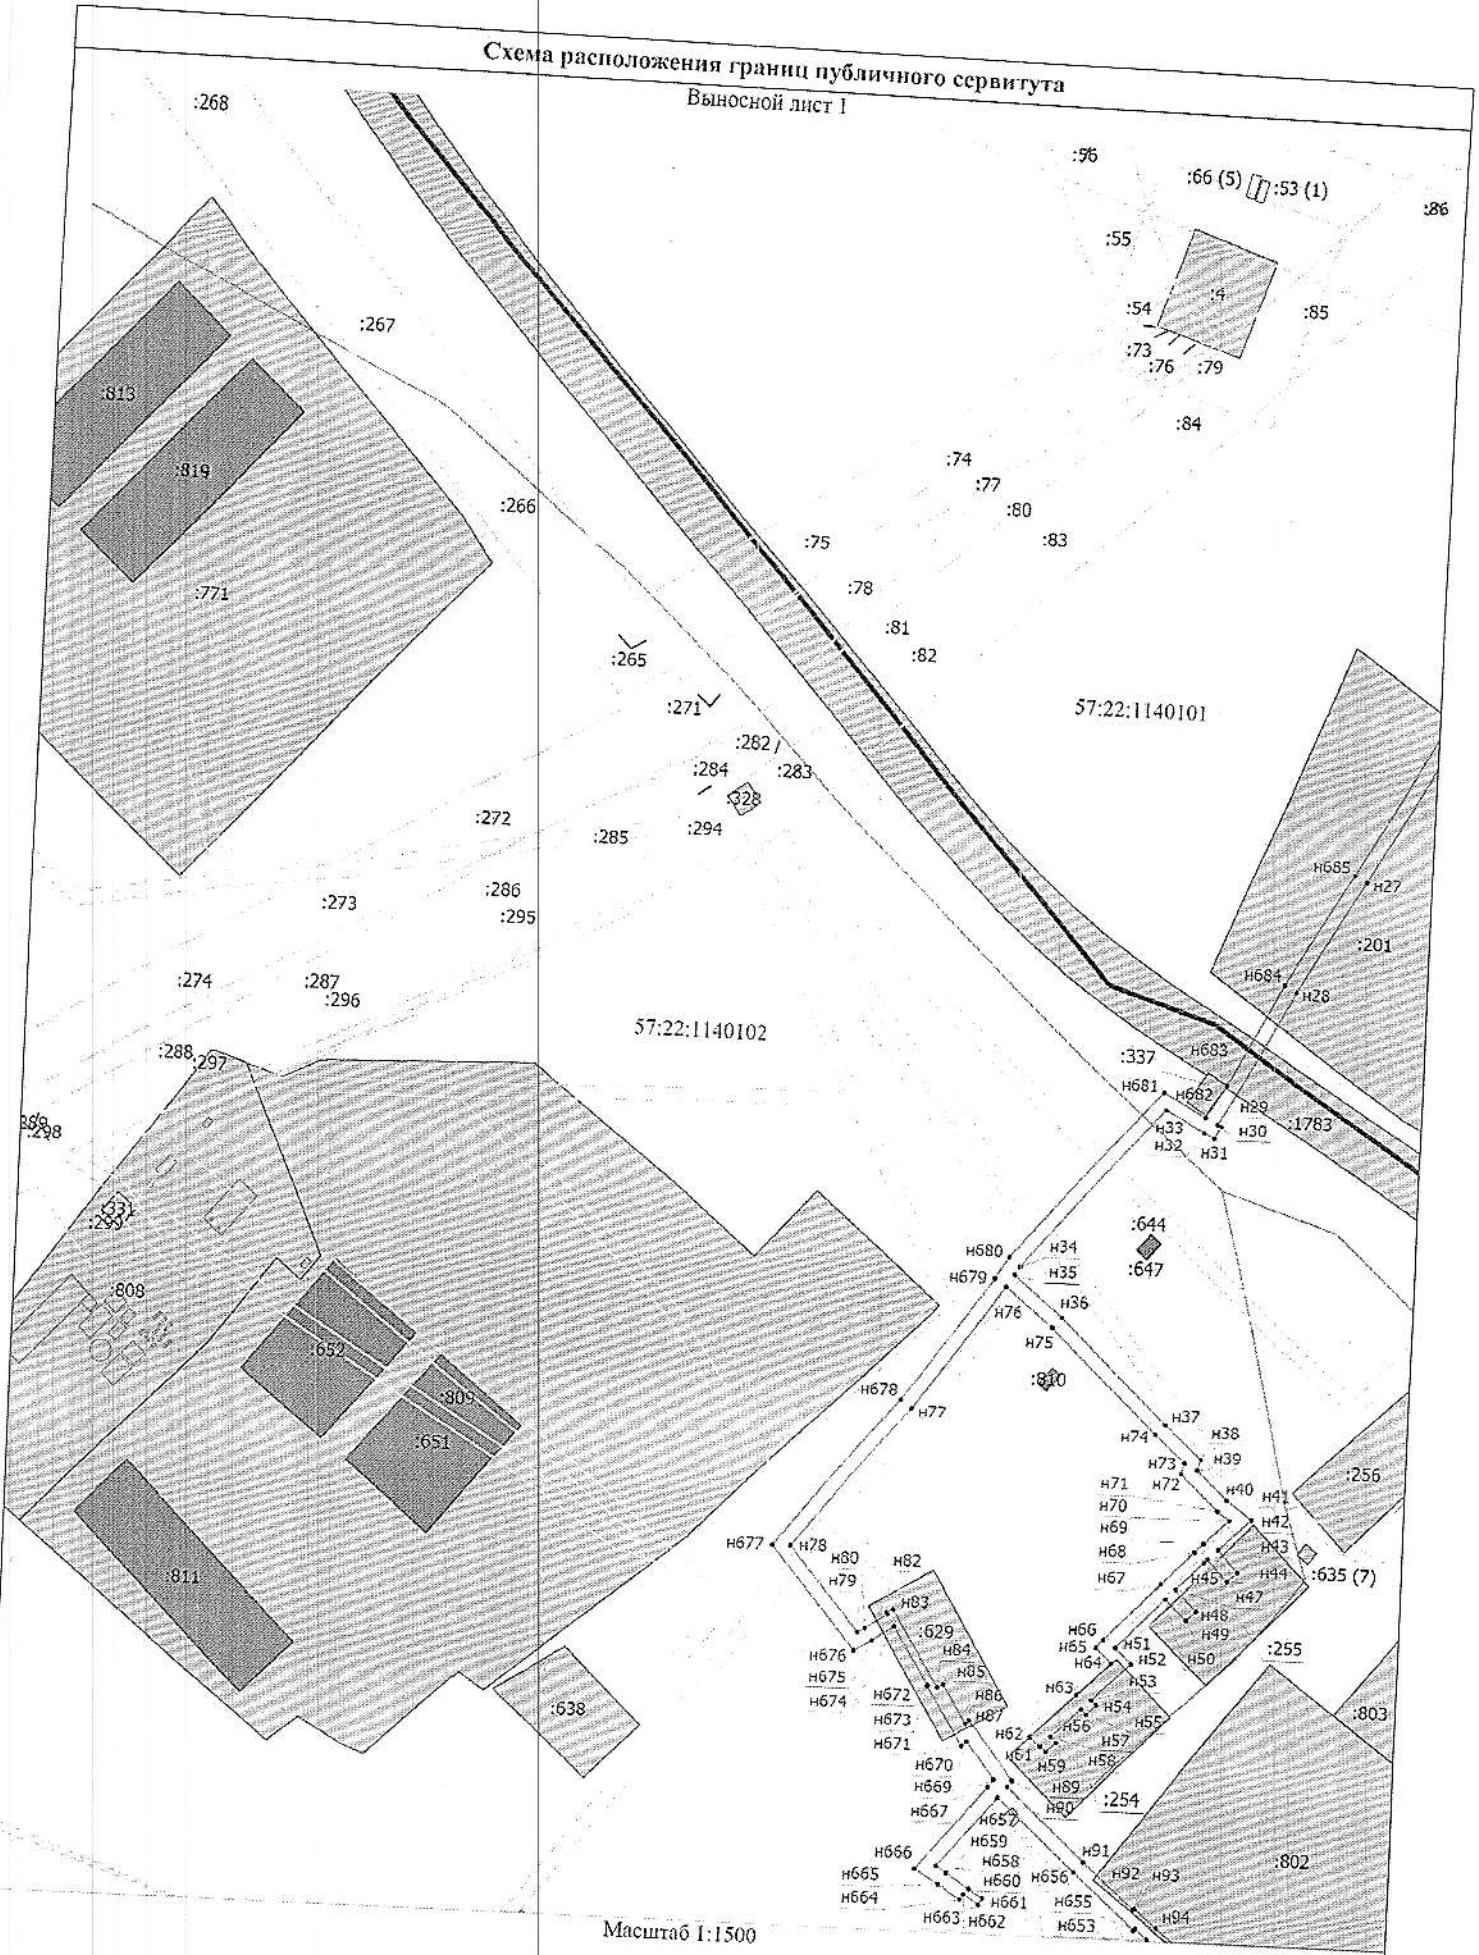 Схема расположения границ публичного сервитута
Выносной лист 1
:268
:56
:66 (5)
:53 (1)
:86
:55
:4
:54
:85
:267
:73
:76
:79
:813
:84
:819
:74
:77
:266
:80
:75
:83
:78
:771
:81
:82
:265
:271
57:22:1140101
:282
:284
:283
:328
:272
:285
:294
н685
н27
:286
:273
:295
:201
:274
:287
н684
:296
н28
57:22:1140102
:288
:297
:337
н683
н681
н682
н29
:298
н33
н30
:1783
н32
н31
:331
:299
:644
н680
н34
:647
н679
н35
:808
н76
н36
н75
:652
:810
н678
:809
н77
н37
:651
н74
н38
н73
н39
:256
н72
н71
н40
н41
н70
н42
н69
н677
н78
н68
н43
н80
н82
:811
н67
н45
н44
:635 (7)
н79
н47
н83
н48
:629
н66
н49
н676
н65
н51
:255
н84
н64
н52
н50
н675
н85
н53
н674
н672
н86
н63
н54
:638
н673
н87
н62
н56
н55
:803
н671
н61
н57
н59
н58
н670
н669
н89
:254
н667
н657
н90
н659
н666
н658
н91
:802
н665
н660
н656
н92
н93
н664
н661
н655
н663
н662
н653
н94
Масштаб 1:1500